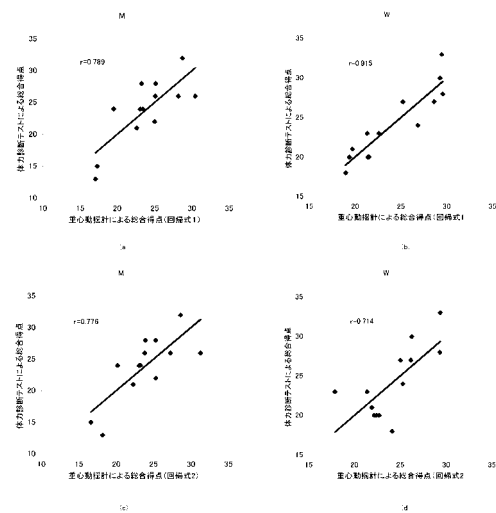 M
体力診断テストによる総合得点
35
30
25
20
15
10
r=0.789
10 15 20 25 30 35
重心動揺計による総合得点(回帰式1)
(a
W
体力診断テストによる総合得点
35
30
25
20
15
r=0.915
15 20 25 30 35
重心動揺計による総合得点(回帰式1
(b.
M
体力診断テストによる総合得点
35
30
25
20
15
10
r=0.776
10 15 20 25 30 35
重心動揺計による総合得点(回帰式2)
(c)
W
体力診断テストによる総合得点
35
30
25
20
15
r=0.714
15 20 25 30 35
重心動揺計による総合得点(回帰式2
(d